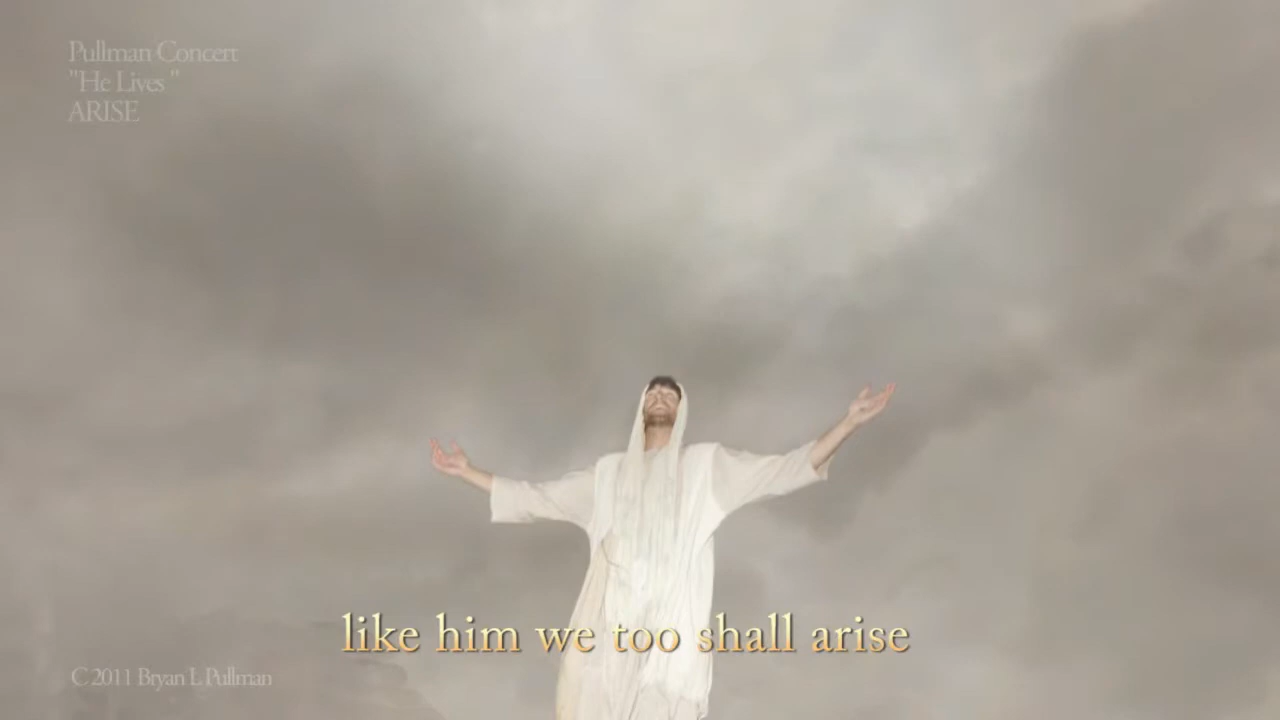 Pullman Concert
"He Lives "
ARISE
like him we too shall arise
C 2011 Bryan L Pullman